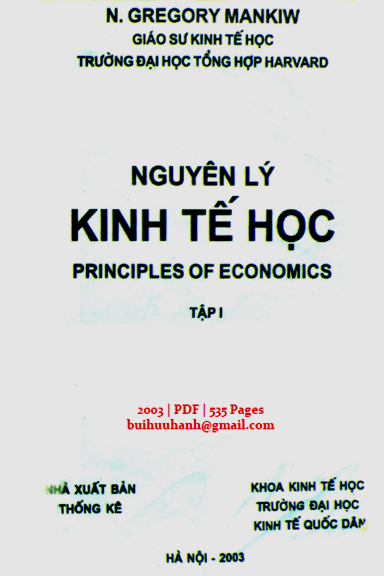 N. GREGORY MANKIW
GIÁO SƯ KINH TẾ HỌC
TRƯỜNG ĐẠI HỌC TỔNG HỢP HARVARD
NGUYÊN LÝ
KINH TẾ HỌC
PRINCIPLES OF ECONOMICS
TẬP I
2003 | PDF | 535 Pages
buihuuhanh@gmail.com
NHÀ XUẤT BẢN
THỐNG KÊ
KHOA KINH TẾ HỌC
TRƯỜNG ĐẠI HỌC
KINH TẾ QUỐC DÂN
HÀ NỘI - 2003